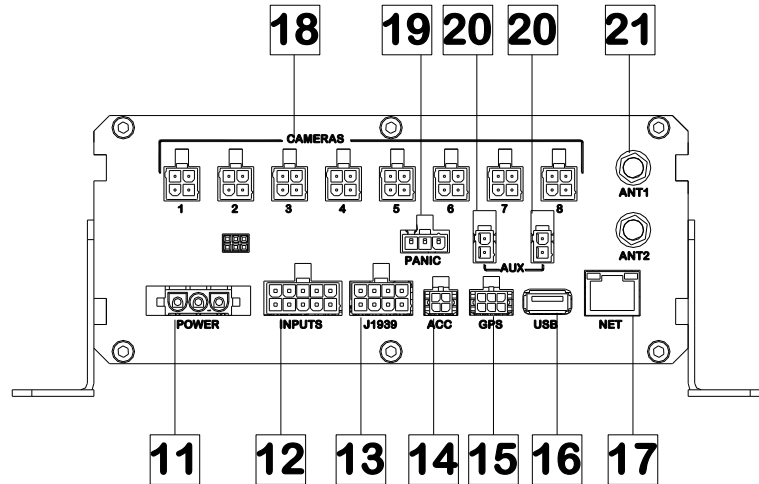 18 19 20 20 21
CAMERAS
1 2 3 4 5 6 7 8
ANT1
PANIC
ANT2
AUX
POWER INPUTS J1939 ACC GPS USB NET
11 12 13 14 15 16 17